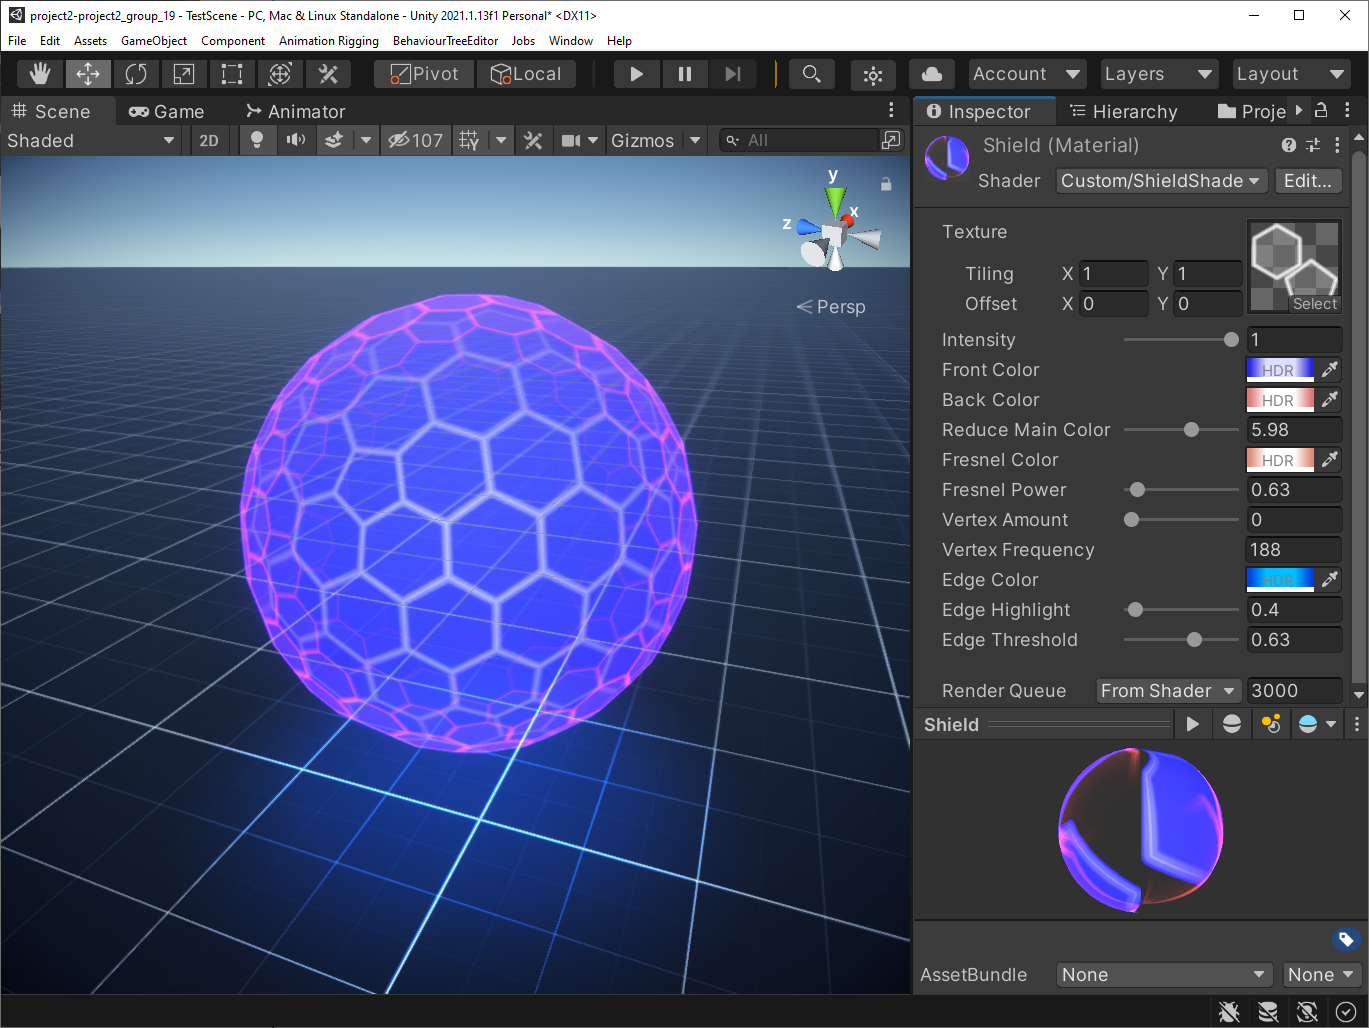 project2-project2_group_19 - TestScene - PC, Mac & Linux Standalone - Unity 2021.1.13f1 Personal* <DX11>
File Edit Assets GameObject Component Animation Rigging BehaviourTreeEditor Jobs Window Help
Pivot Local Account Layers Layout
Scene Game Animator
Shaded 2D 107 Gizmos All
y
x
z
Persp
Inspector Hierarchy Proje
Shield (Material)
Shader Custom/ShieldShade Edit...
Texture
Tiling X 1 Y 1
Offset X 0 Y 0
Select
Intensity 1
Front Color HDR
Back Color HDR
Reduce Main Color 5.98
Fresnel Color HDR
Fresnel Power 0.63
Vertex Amount 0
Vertex Frequency 188
Edge Color HDR
Edge Highlight 0.4
Edge Threshold 0.63
Render Queue From Shader 3000
Shield
AssetBundle None None